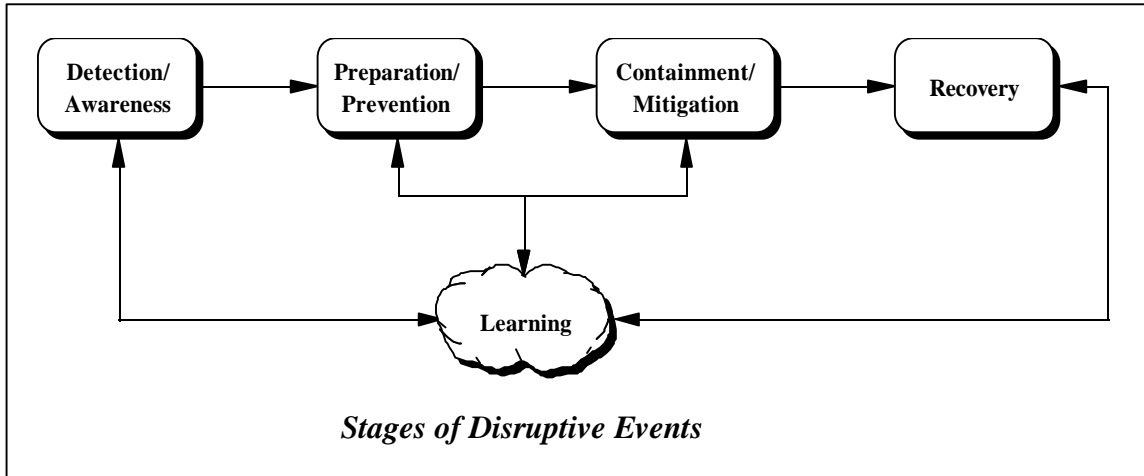 Detection/
Awareness
Preparation/
Prevention
Containment/
Mitigation
Recovery
Learning
Stages of Disruptive Events